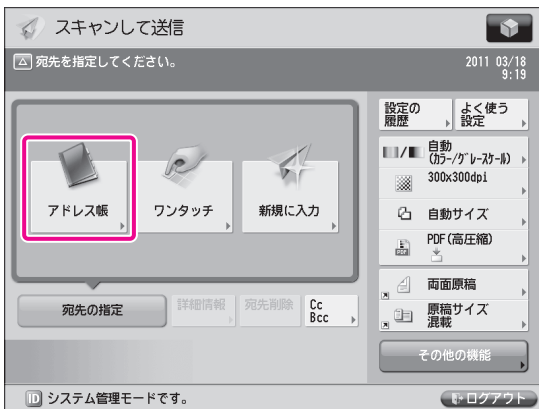 スキャンして送信
宛先を指定してください。
2011 03/18
9:19
アドレス帳
ワンタッチ
新規に入力
宛先の指定
詳細情報
宛先削除
Cc
Bcc
設定の
履歴
よく使う
設定
自動
(カラー/グレースケール)
300x300dpi
自動サイズ
PDF
PDF(高圧縮)
両面原稿
原稿サイズ
混載
その他の機能
ID システム管理モードです。
ログアウト